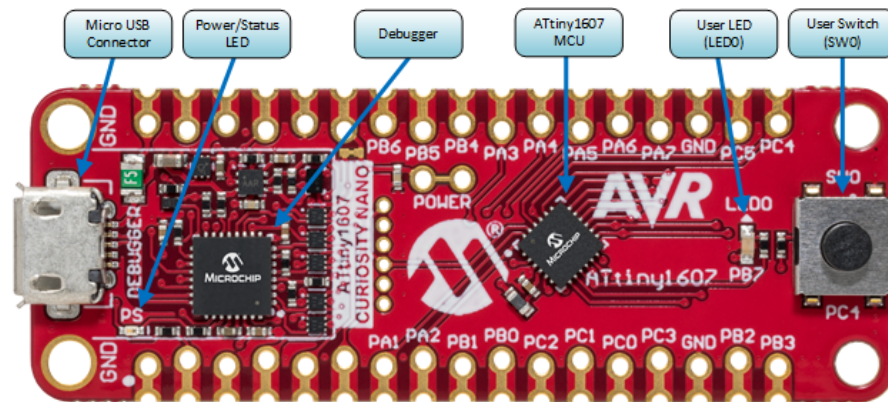 Micro USB
Connector
Power/Status
LED
Debugger
ATtiny1607
MCU
User LED
(LED0)
User Switch
(SW0)
GND
PB6
PB5
PB4
PA3
PA4
PA5
PA6
PA7
GND
PC5
PC4
FS
DEBUGGER
PS
MICROCHIP
ATtiny1607
CURIOSITY NANO
POWER
®
MICROCHIP
AVR
ATtiny1607
LED0
PB7
SW0
PC4
GND
PA1
PA2
PB1
PB0
PC2
PC1
PC0
PC3
GND
PB2
PB3